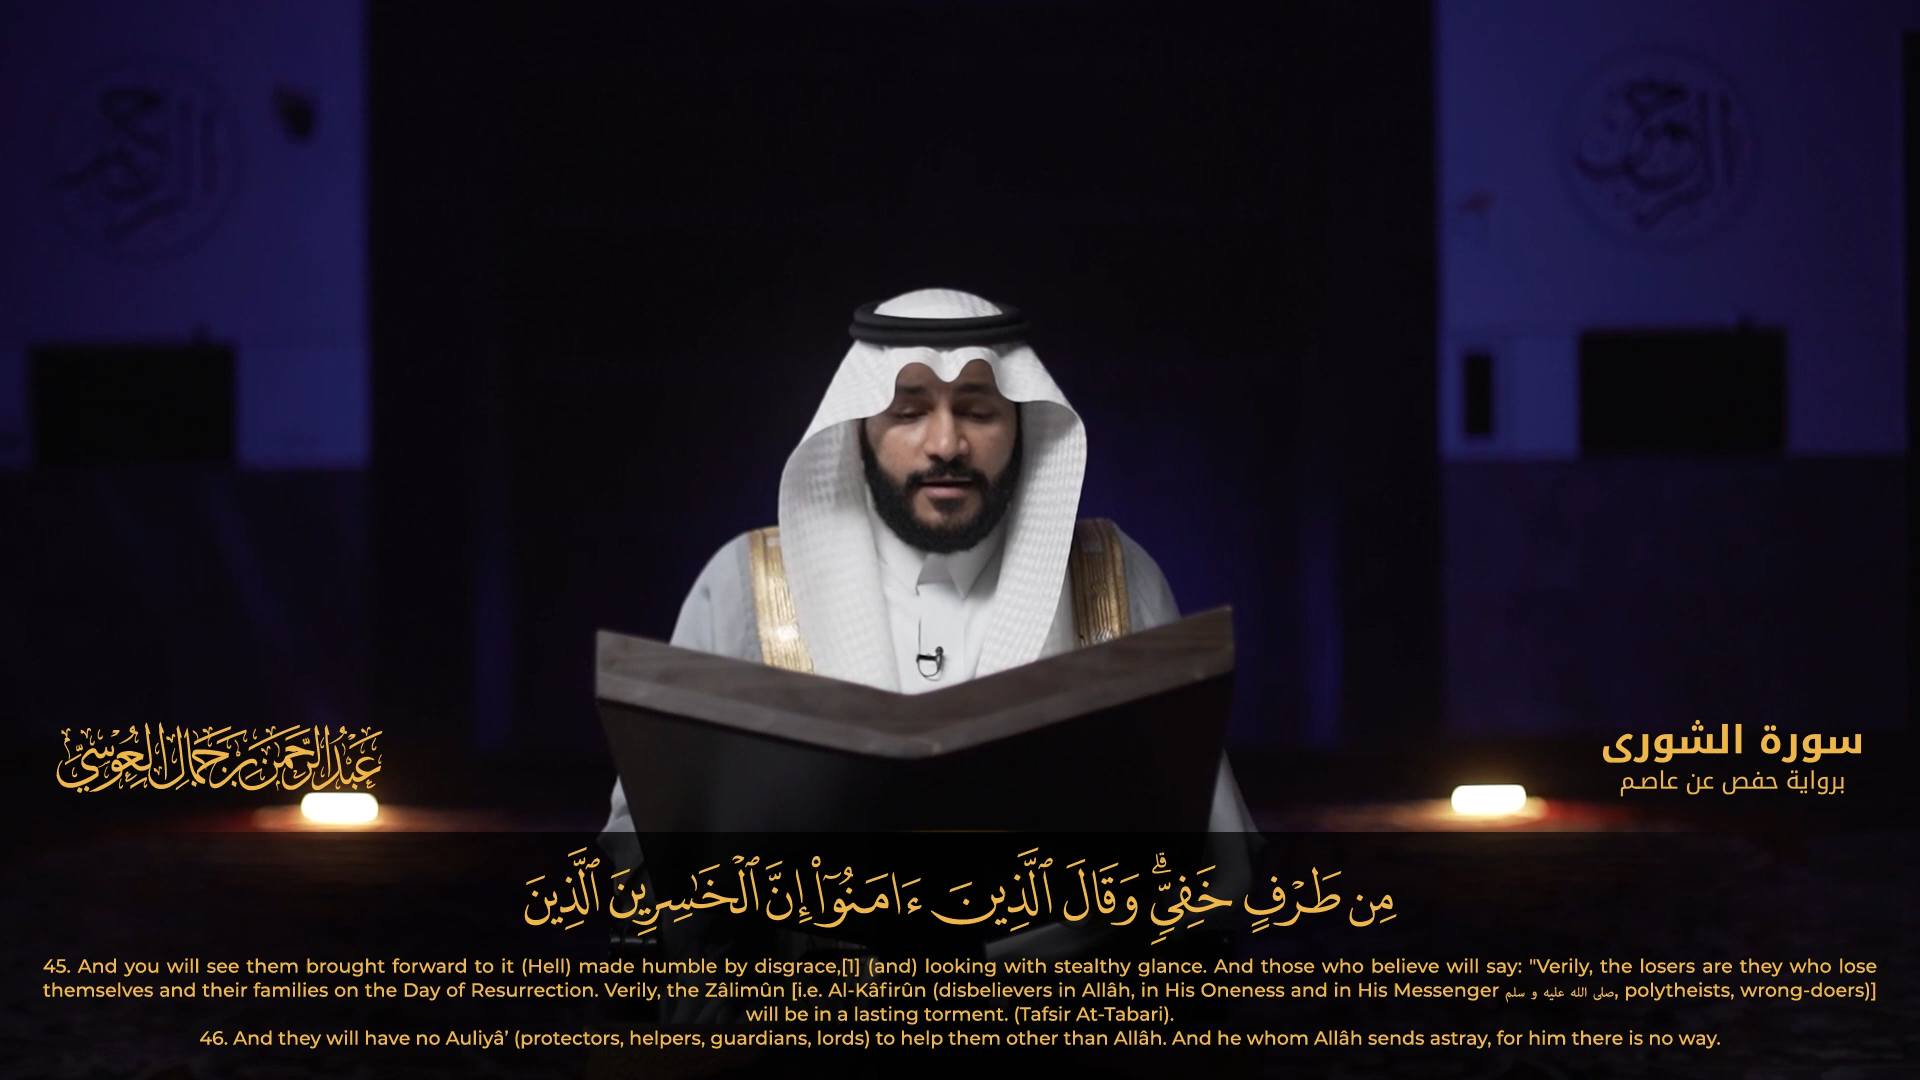 عَبْدُ الرَّحْمَنِ بْنُ جَمَالِ الْعُوْسِيِّ
سورة الشورى
برواية حفص عن عاصم
مِن طَرْفٍ خَفِيٍّۗ وَقَالَ ٱلَّذِينَ ءَامَنُوٓا۟ إِنَّ ٱلْخَـٰسِرِينَ ٱلَّذِينَ
45. And you will see them brought forward to it (Hell) made humble by disgrace,[1] (and) looking with stealthy glance. And those who believe will say: "Verily, the losers are they who lose
themselves and their families on the Day of Resurrection. Verily, the Zâlimûn [i.e. Al-Kâfirûn (disbelievers in Allâh, in His Oneness and in His Messenger صلى الله عليه و سلم, polytheists, wrong-doers)]
will be in a lasting torment. (Tafsir At-Tabari).
46. And they will have no Auliyâ’ (protectors, helpers, guardians, lords) to help them other than Allâh. And he whom Allâh sends astray, for him there is no way.